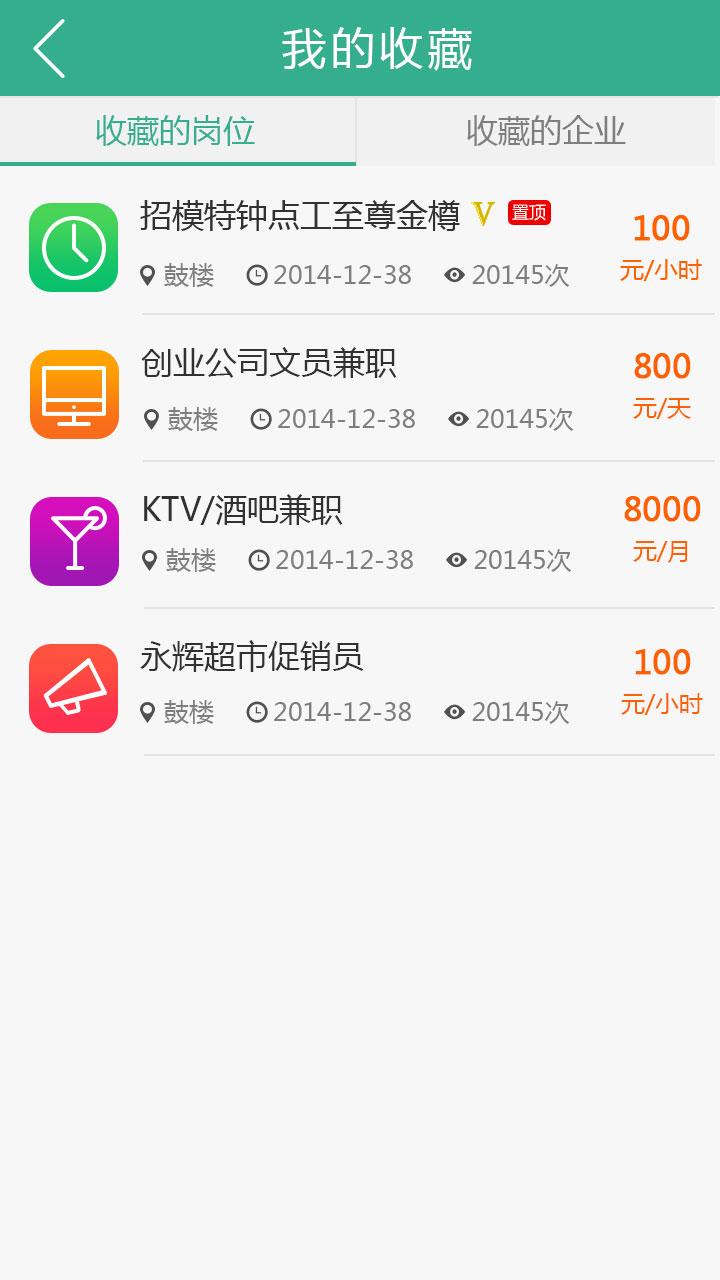 我的收藏
收藏的岗位 收藏的企业
招模特钟点工至尊金樽 V 置顶
100
鼓楼 2014-12-38 20145次
元/小时
创业公司文员兼职
800
鼓楼 2014-12-38 20145次
元/天
KTV/酒吧兼职
8000
鼓楼 2014-12-38 20145次
元/月
永辉超市促销员
100
鼓楼 2014-12-38 20145次
元/小时